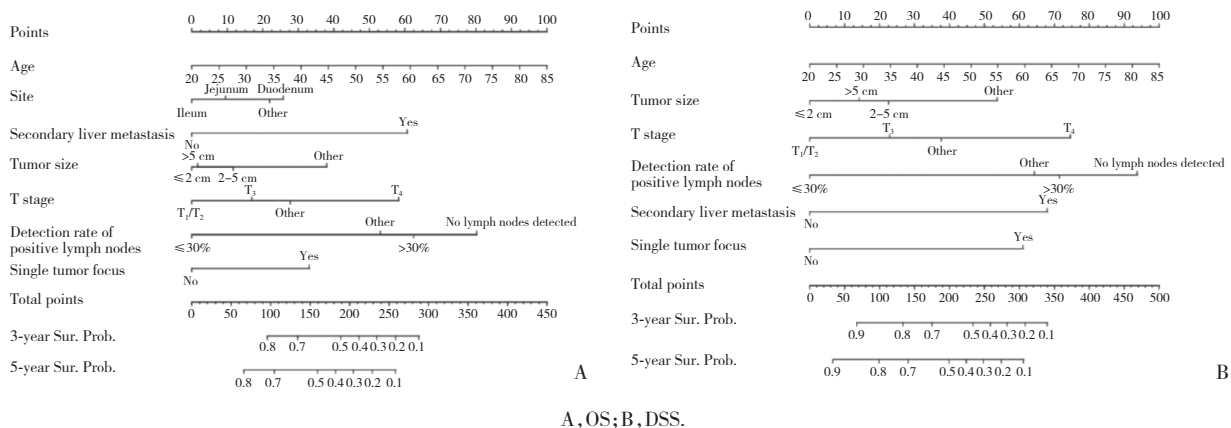 Points
0 10 20 30 40 50 60 70 80 90 100
Age
20 25 30 35 40 45 50 55 60 65 70 75 80 85
Site
Jejunum Duodenum
Ileum Other
Secondary liver metastasis
Yes
No
Tumor size
>5 cm Other
≤2 cm 2–5 cm
T stage
T3 T4
T1/T2 Other
Detection rate of
positive lymph nodes
Other No lymph nodes detected
≤30% >30%
Single tumor focus
Yes
No
Total points
0 50 100 150 200 250 300 350 400 450
3-year Sur. Prob.
0.8 0.7 0.5 0.4 0.3 0.2 0.1
5-year Sur. Prob.
0.8 0.7 0.5 0.4 0.3 0.2 0.1
A
Points
0 10 20 30 40 50 60 70 80 90 100
Age
20 25 30 35 40 45 50 55 60 65 70 75 80 85
Tumor size
>5 cm Other
≤2 cm 2–5 cm
T stage
T3 T4
T1/T2 Other
Detection rate of
positive lymph nodes
Other No lymph nodes detected
≤30% >30%
Secondary liver metastasis
Yes
No
Single tumor focus
Yes
No
Total points
0 50 100 150 200 250 300 350 400 450 500
3-year Sur. Prob.
0.9 0.8 0.7 0.5 0.4 0.3 0.2 0.1
5-year Sur. Prob.
0.9 0.8 0.7 0.5 0.4 0.3 0.2 0.1
B
A,OS;B,DSS.